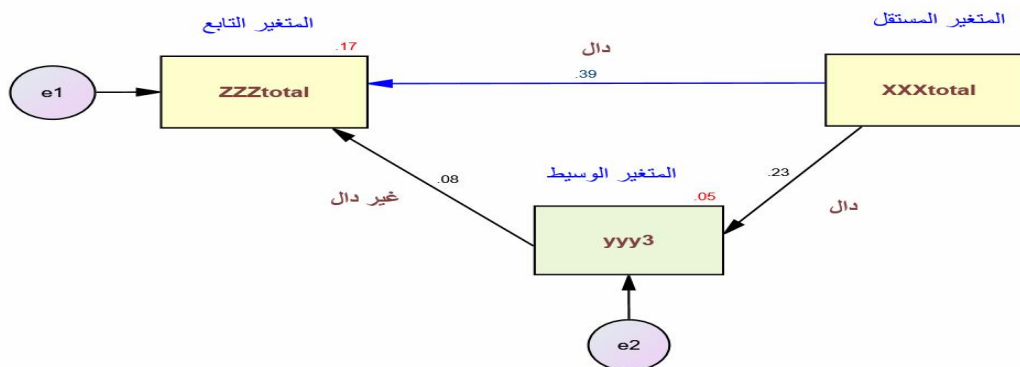 المتغير المستقل
المتغير التابع
دال
.17
e1
ZZZtotal
.39
XXXtotal
المتغير الوسيط
.08
.23
غير دال
.05
دال
yyy3
e2